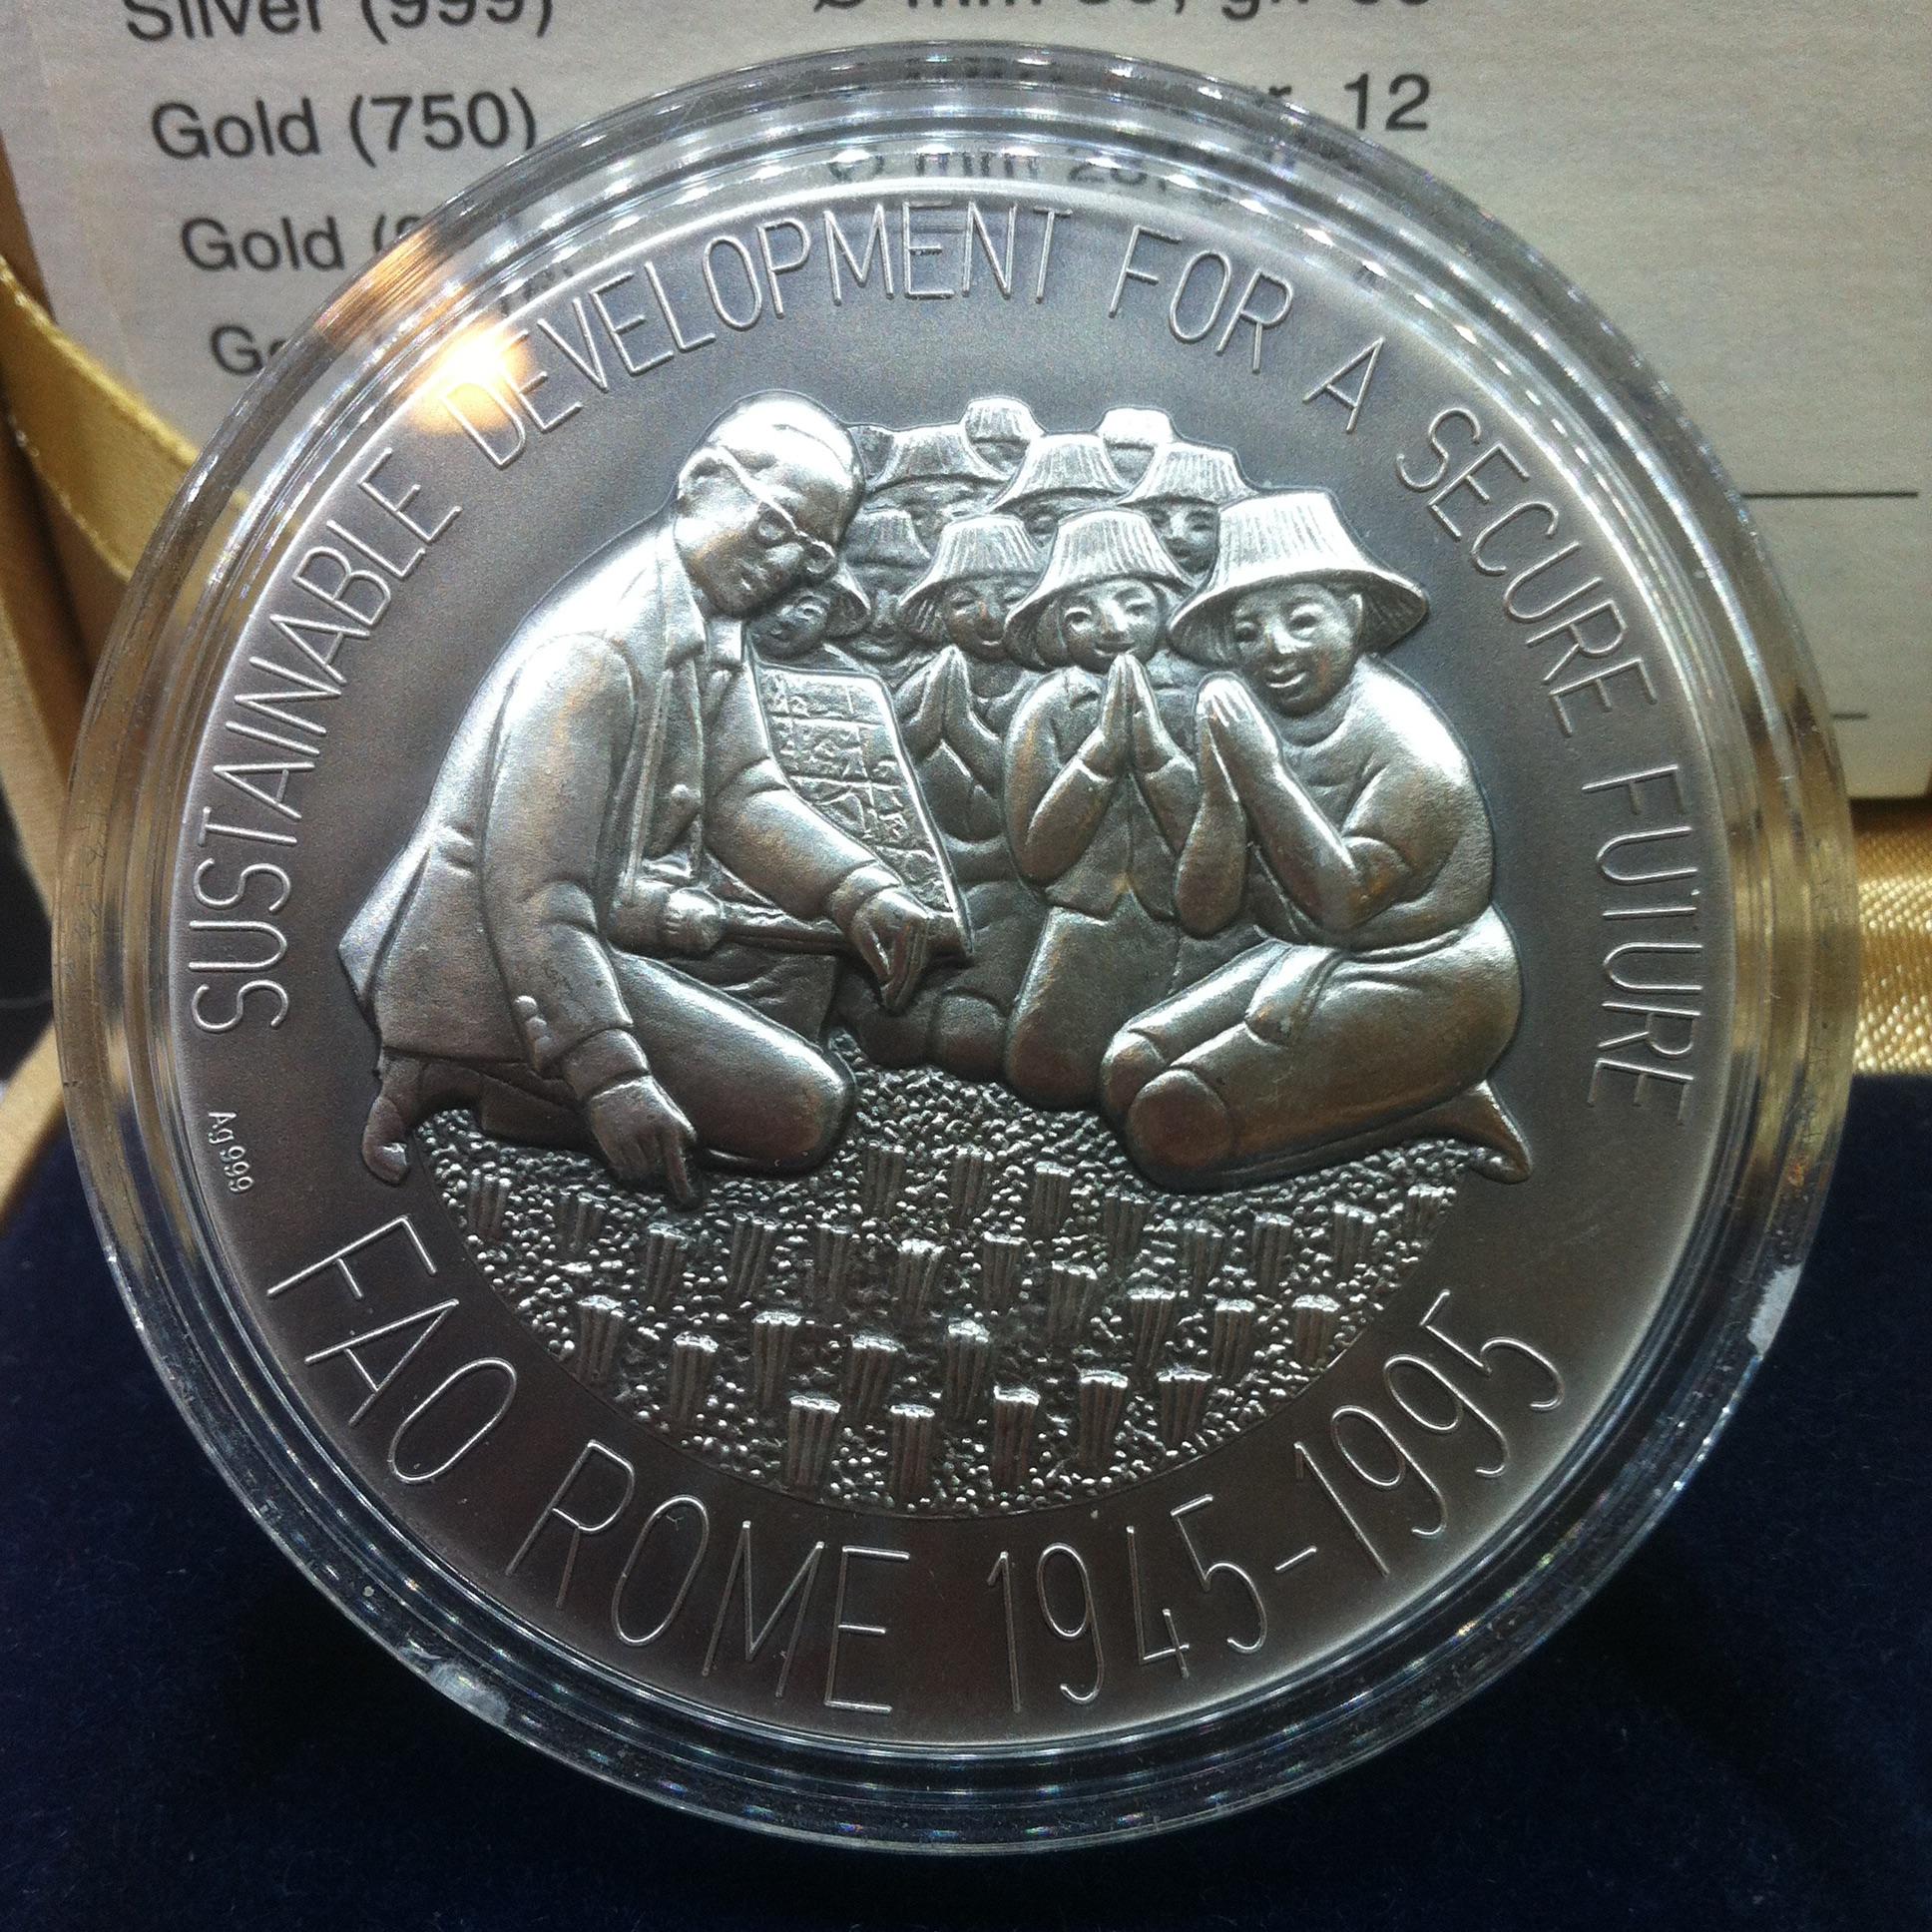 Silver (999)
Gold (750) 12
Gold
SUSTAINABLE DEVELOPMENT FOR A SECURE FUTURE
Ag 999
FAO ROME 1945-1995